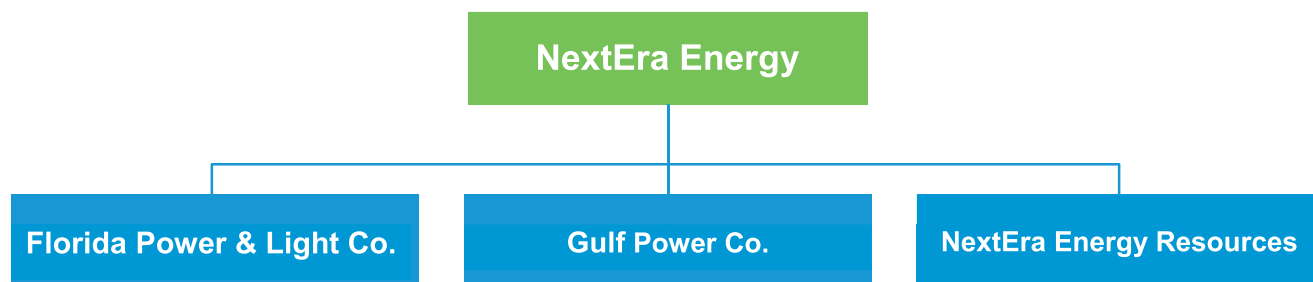 NextEra Energy
Florida Power & Light Co.
Gulf Power Co.
NextEra Energy Resources